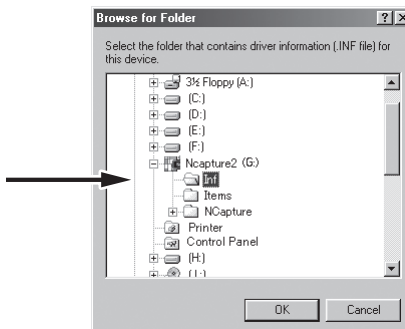 Browse for Folder
Select the folder that contains driver information (.INF file) for
this device.
3½ Floppy (A:)
(C:)
(D:)
(E:)
(F:)
Ncapture2 (G:)
Inf
Items
NCapture
Printer
Control Panel
(H:)
OK Cancel